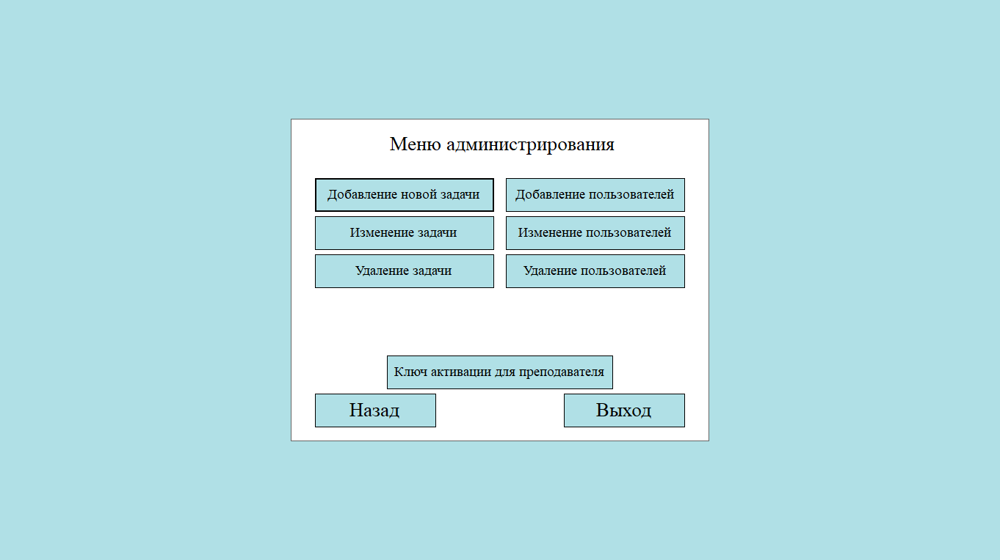 Меню администрирования
Добавление новой задачи
Добавление пользователей
Изменение задачи
Изменение пользователей
Удаление задачи
Удаление пользователей
Ключ активации для преподавателя
Назад
Выход